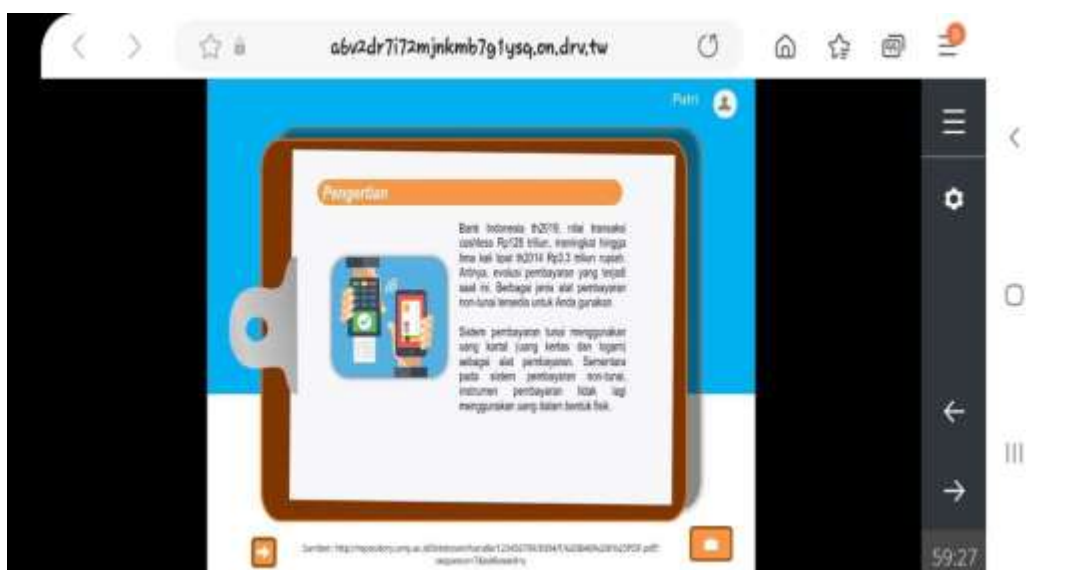 a6v2dr7i72mjnkmb7g1ysq.on.drv.tw
Putri
Pengertian
Bank Indonesia th2019, nilai transaksi
cashless Rp128 triliun, meningkat hingga
lima kali lipat th2014 Rp3,3 triliun rupiah.
Artinya, evolusi pembayaran yang terjadi
saat ini. Berbagai jenis alat pembayaran
non-tunai tersedia untuk Anda gunakan
Sistem pembayaran tunai menggunakan
uang kartal (uang kertas dan logam)
sebagai alat pembayaran. Sementara
pada sistem pembayaran non-tunai,
instrumen pembayaran tidak lagi
menggunakan uang dalam bentuk fisik.
Sumber:
59:27